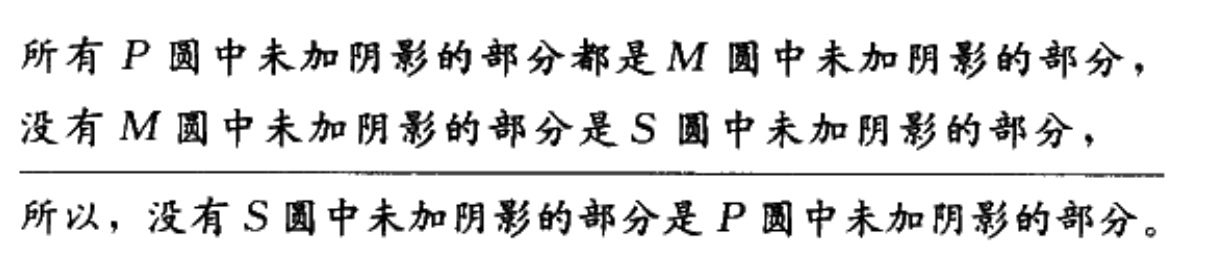 所有 P 圆中未加阴影的部分都是 M 圆中未加阴影的部分，
没有 M 圆中未加阴影的部分是 S 圆中未加阴影的部分，
所以，没有 S 圆中未加阴影的部分是 P 圆中未加阴影的部分。